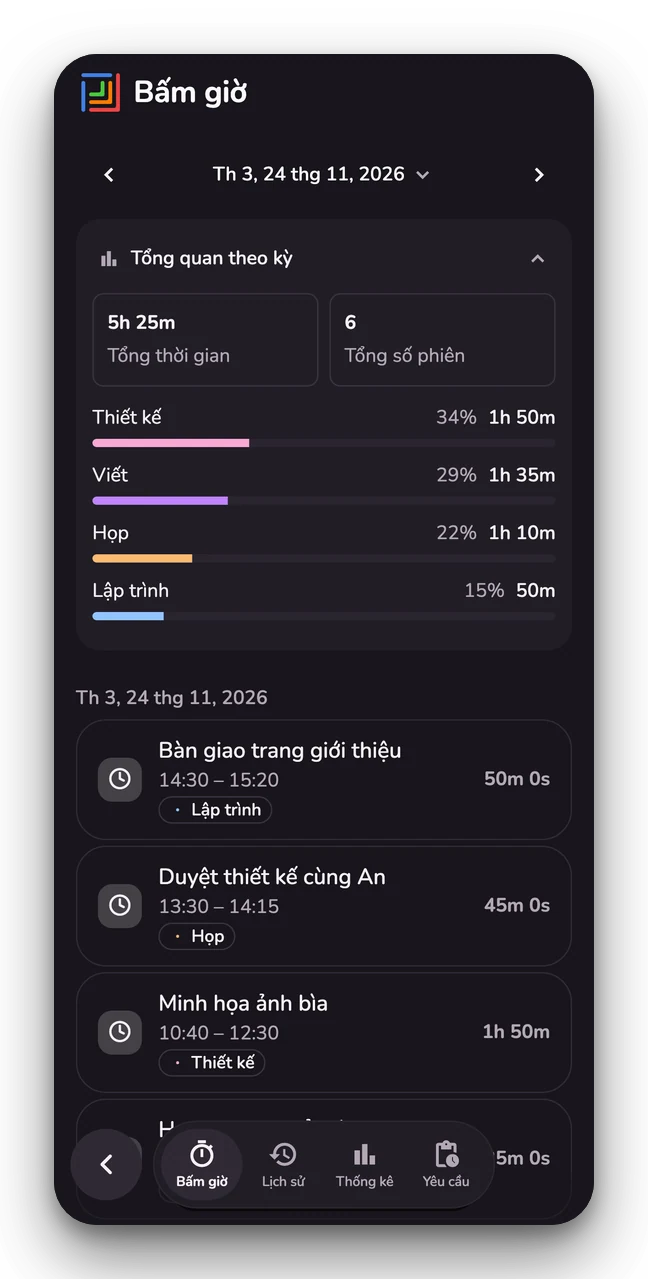 Bấm giờ
Th 3, 24 thg 11, 2026
Tổng quan theo kỳ
5h 25m
Tổng thời gian
6
Tổng số phiên
Thiết kế 34% 1h 50m
Viết 29% 1h 35m
Họp 22% 1h 10m
Lập trình 15% 50m
Th 3, 24 thg 11, 2026
Bàn giao trang giới thiệu
14:30 – 15:20
50m 0s
Lập trình
Duyệt thiết kế cùng An
13:30 – 14:15
45m 0s
Họp
Minh họa ảnh bìa
10:40 – 12:30
1h 50m
Thiết kế
5m 0s
Bấm giờ
Lịch sử
Thống kê
Yêu cầu